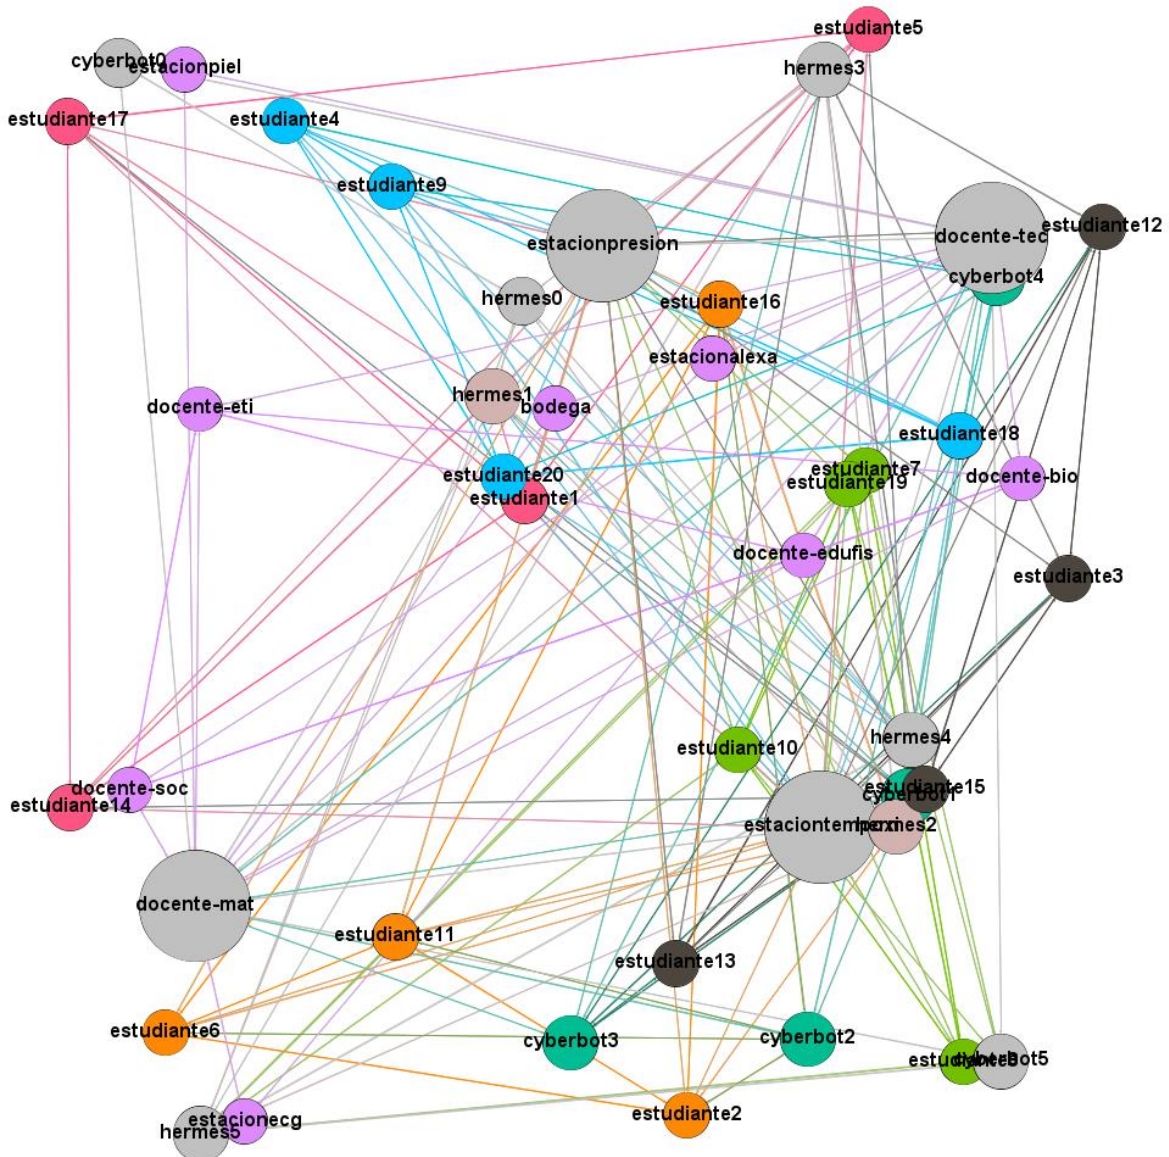 estudiante5
cyberbot0
estacionpiel
hermes3
estudiante17
estudiante4
estudiante9
estudiante12
estacionpresion
docente-tec
cyberbot4
hermes0
estudiante16
estacionalexa
hermes1
bodega
docente-eti
estudiante18
estudiante7
estudiante20
docente-bio
estudiante19
estudiante1
docente-edufis
estudiante3
hermes4
estudiante10
docente-soc
estudiante15
cyberbot1
estudiante14
hermes2
docente-mat
estudiante11
estudiante13
estudiante6
cyberbot3
cyberbot2
cyberbot5
estudiante2
estacionecg
hermes5